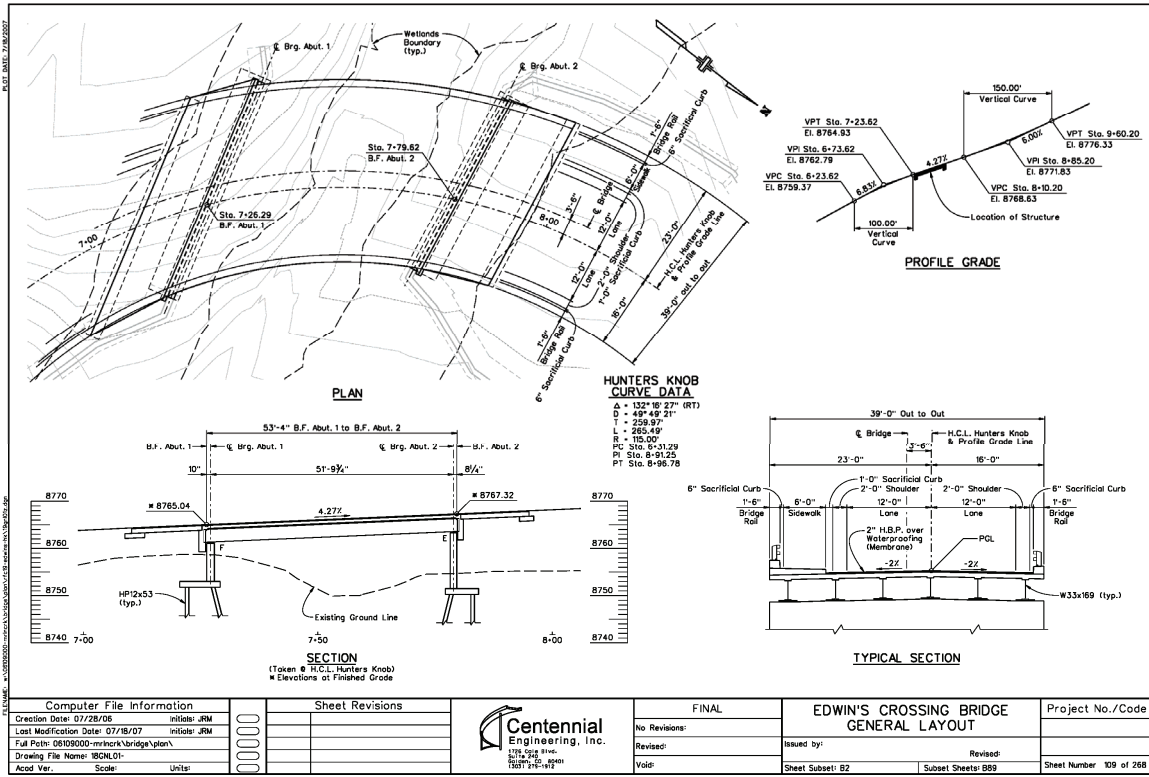 PLOT DATE: 7/18/2007
℄ Brg. Abut. 1
Wetlands
Boundary
(typ.)
℄ Brg. Abut. 2
N
Sta. 7+79.62
B.F. Abut. 2
Sta. 7+26.29
B.F. Abut. 1
7+00
8+00
3'-6"
℄ Bridge
12'-0"
Lane
6'-0"
Sidewalk
1'-6"
Bridge Rail
6" Sacrificial Curb
12'-0"
Lane
2'-0" Shoulder
1'-0" Sacrificial Curb
23'-0"
H.C.L. Hunters Knob
& Profile Grade Line
16'-0"
39'-0" out to out
1'-6"
Bridge Rail
6" Sacrificial Curb
PLAN
150.00'
Vertical Curve
VPT Sta. 7+23.62
El. 8764.93
VPI Sta. 6+73.62
El. 8762.79
VPC Sta. 6+23.62
El. 8759.37
6.83%
4.27%
6.00%
VPT Sta. 9+60.20
El. 8776.33
VPI Sta. 8+85.20
El. 8771.83
VPC Sta. 8+10.20
El. 8768.63
Location of Structure
100.00'
Vertical
Curve
PROFILE GRADE
HUNTERS KNOB
CURVE DATA
Δ = 132°16'27" (RT)
D = 49°49'21"
T = 259.97'
L = 265.49'
R = 115.00'
PC Sta. 6+31.29
PI Sta. 8+91.25
PT Sta. 8+96.78
53'-4" B.F. Abut. 1 to B.F. Abut. 2
B.F. Abut. 1
℄ Brg. Abut. 1
℄ Brg. Abut. 2
B.F. Abut. 2
10"
51'-9¾"
8¼"
* 8765.04
4.27%
* 8767.32
8770
8760
8750
8740
8770
8760
8750
8740
F
E
HP12x53
(typ.)
Existing Ground Line
7+00
7+50
8+00
SECTION
(Taken @ H.C.L. Hunters Knob)
* Elevations at Finished Grade
39'-0" Out to Out
℄ Bridge
H.C.L. Hunters Knob
& Profile Grade Line
3'-6"
23'-0"
16'-0"
6" Sacrificial Curb
1'-0" Sacrificial Curb
2'-0" Shoulder
2'-0" Shoulder
6" Sacrificial Curb
1'-6"
Bridge
Rail
6'-0"
Sidewalk
12'-0"
Lane
12'-0"
Lane
1'-6"
Bridge
Rail
2" H.B.P. over
Waterproofing
(Membrane)
PGL
-2%
-2%
W33x169 (typ.)
TYPICAL SECTION
Computer File Information
Creation Date: 07/28/06 Initials: JRM
Last Modification Date: 07/18/07 Initials: JRM
Full Path: 06109000-mrlncrk\bridge\plan\
Drawing File Name: 18GNL01-
Acad Ver. Scale: Units:
Sheet Revisions
Centennial
Engineering, Inc.
1726 Cole Blvd.
Suite 240
Golden, CO 80401
(303) 275-1912
FINAL
No Revisions:
Revised:
Void:
EDWIN'S CROSSING BRIDGE
GENERAL LAYOUT
Issued by:
Revised:
Sheet Subset: B2
Subset Sheets: B89
Project No./Code
Sheet Number 109 of 268